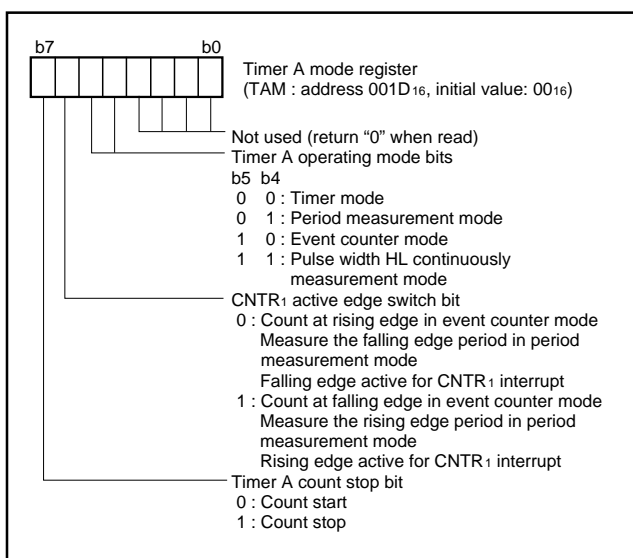 b7 b0
Timer A mode register
(TAM : address 001D16, initial value: 0016)
Not used (return “0” when read)
Timer A operating mode bits
b5 b4
0 0 : Timer mode
0 1 : Period measurement mode
1 0 : Event counter mode
1 1 : Pulse width HL continuously
measurement mode
CNTR1 active edge switch bit
0 : Count at rising edge in event counter mode
Measure the falling edge period in period
measurement mode
Falling edge active for CNTR1 interrupt
1 : Count at falling edge in event counter mode
Measure the rising edge period in period
measurement mode
Rising edge active for CNTR1 interrupt
Timer A count stop bit
0 : Count start
1 : Count stop